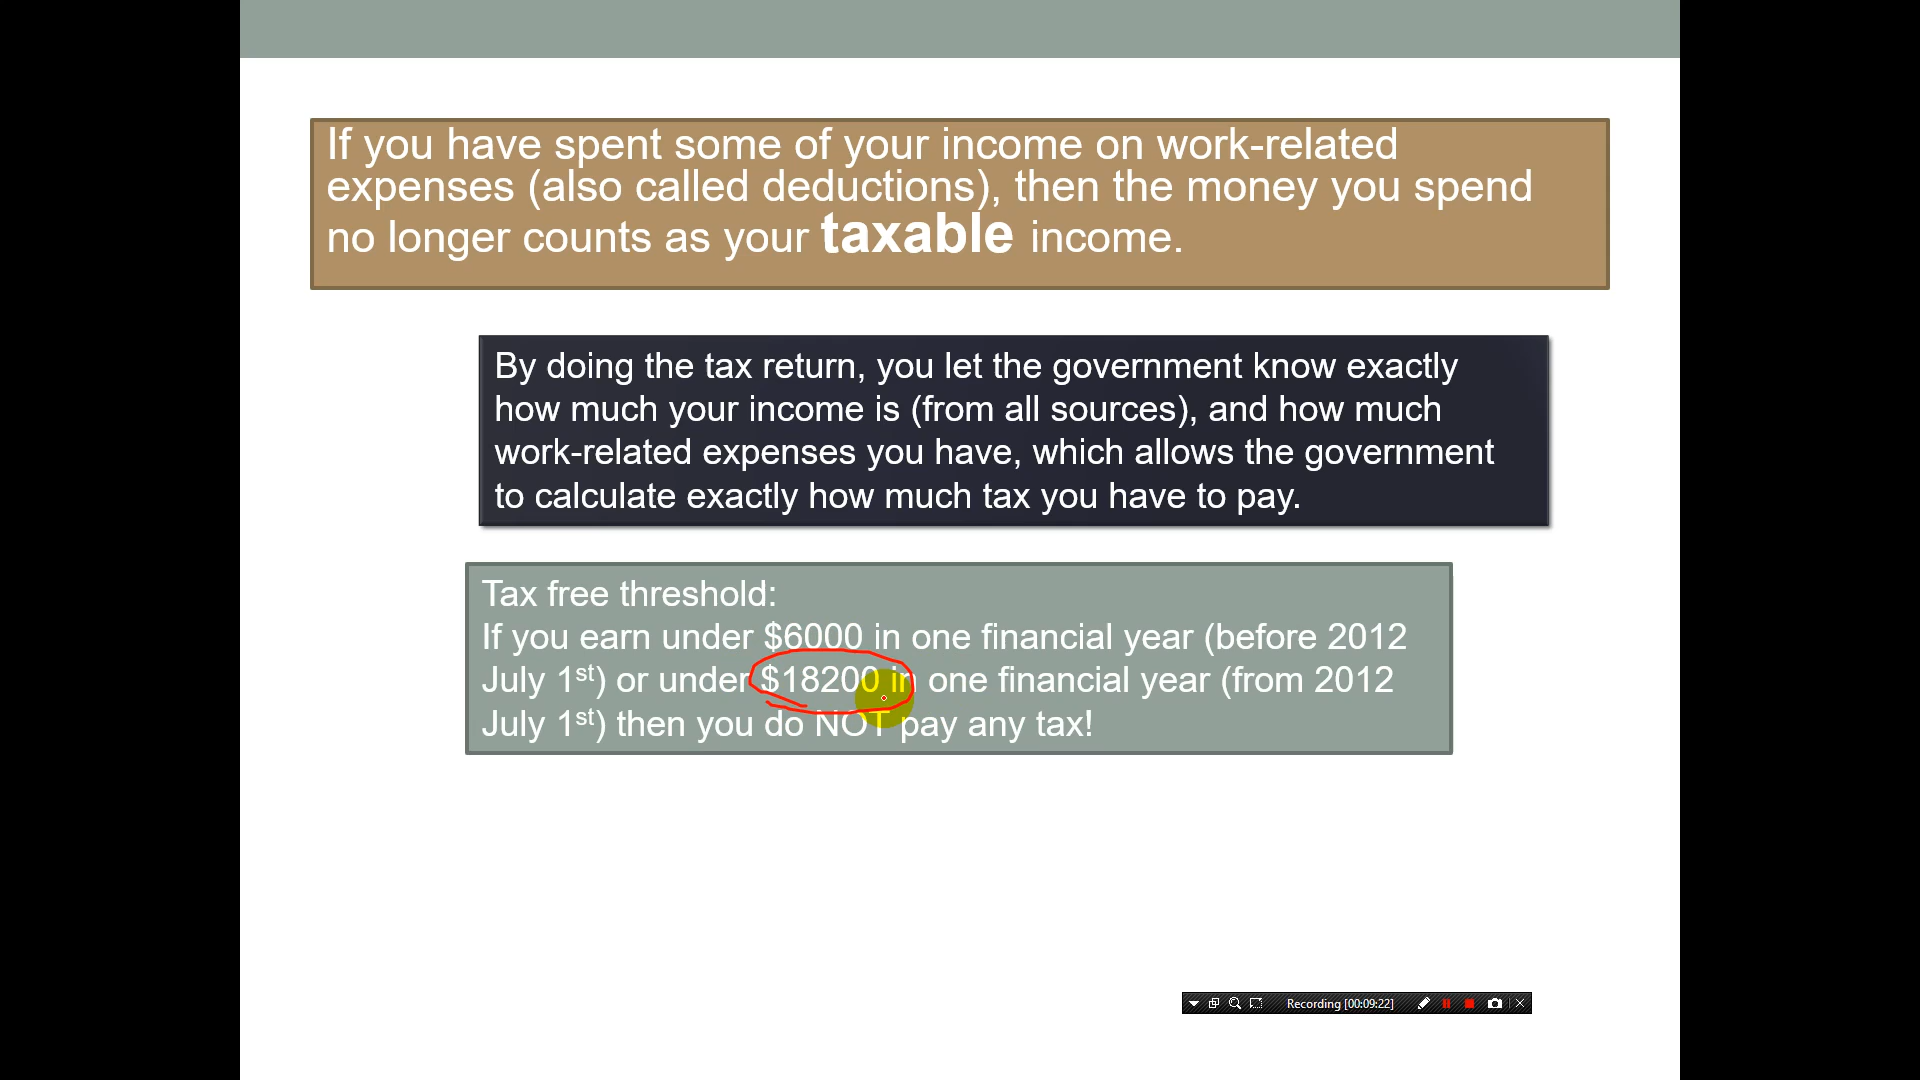 If you have spent some of your income on work-related
expenses (also called deductions), then the money you spend
no longer counts as your taxable income.
By doing the tax return, you let the government know exactly
how much your income is (from all sources), and how much
work-related expenses you have, which allows the government
to calculate exactly how much tax you have to pay.
Tax free threshold:
If you earn under $6000 in one financial year (before 2012
July 1st) or under $18200 in one financial year (from 2012
July 1st) then you do NOT pay any tax!
Recording [00:09:22]